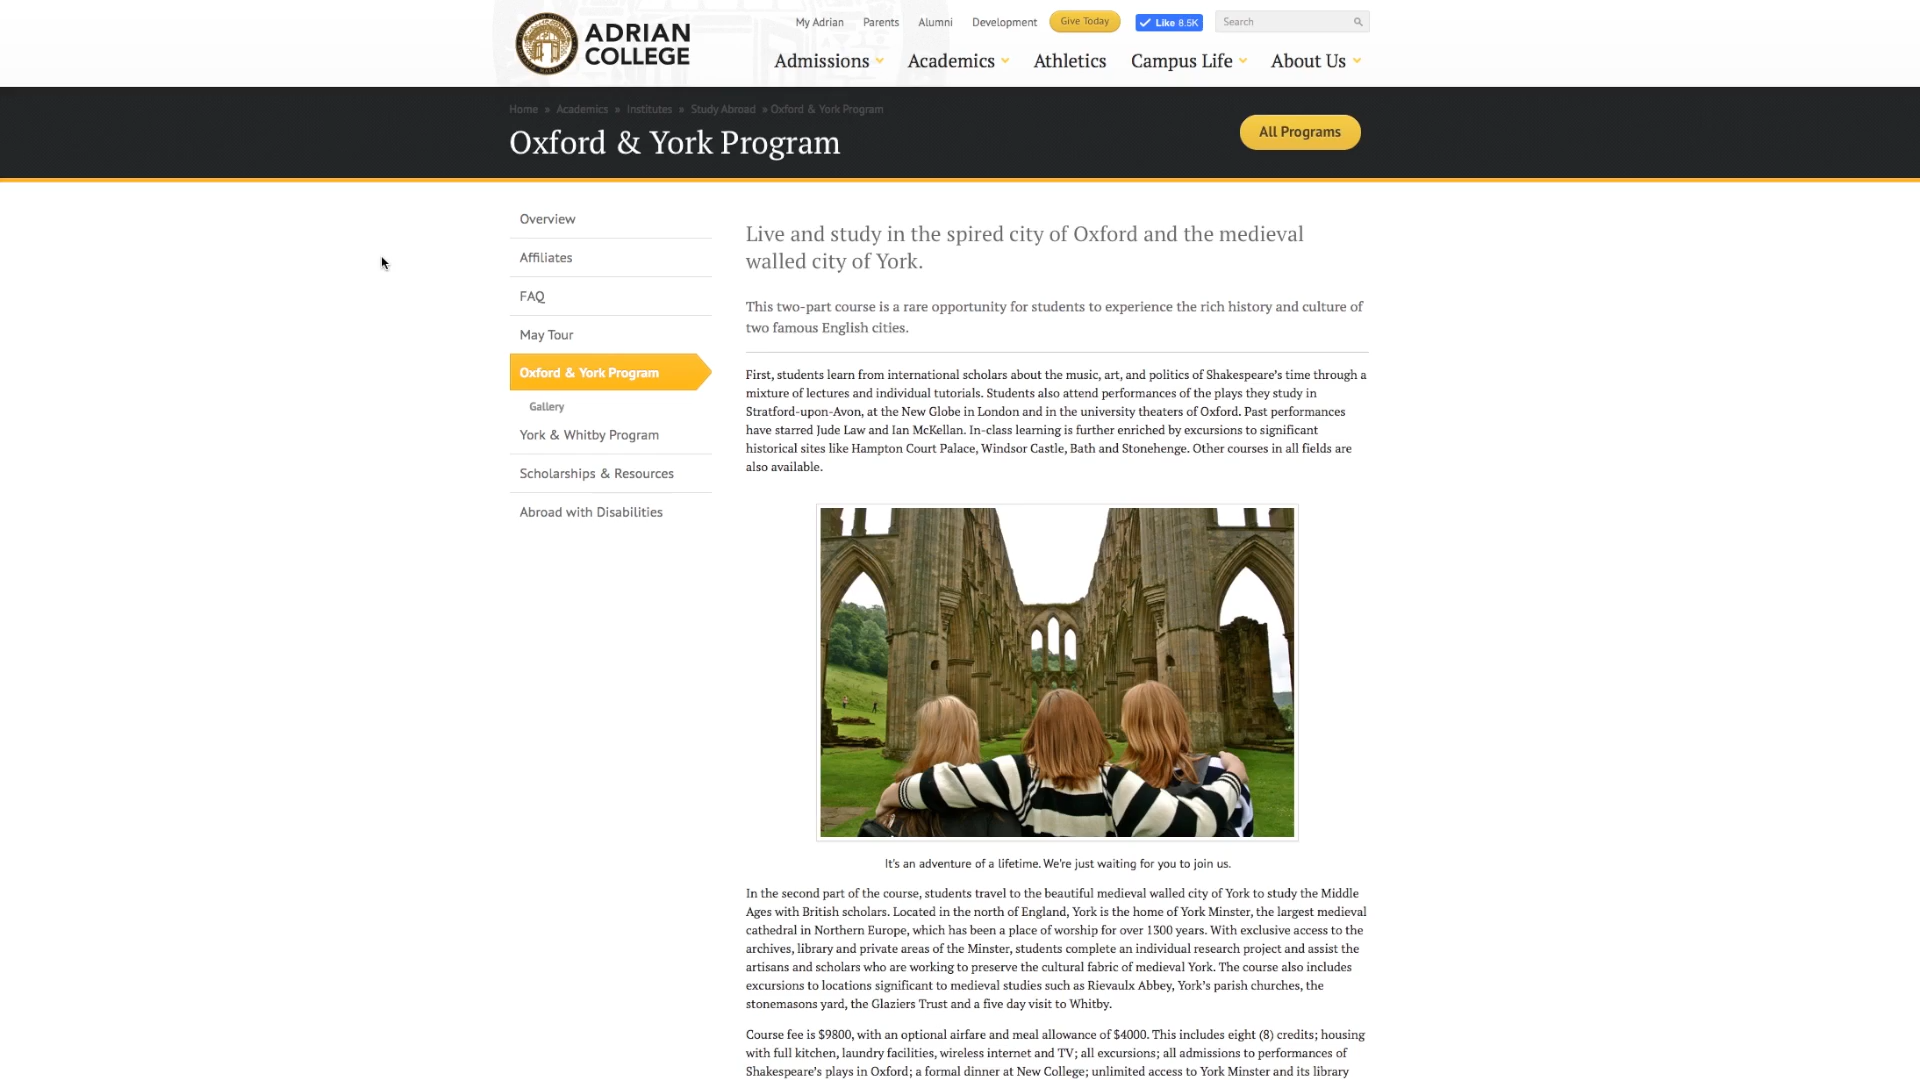 ADRIAN
COLLEGE
My Adrian Parents Alumni Development Give Today Like 8.5K Search
Admissions Academics Athletics Campus Life About Us
Home » Academics » Institutes » Study Abroad » Oxford & York Program
Oxford & York Program
All Programs
Overview
Affiliates
FAQ
May Tour
Oxford & York Program
Gallery
York & Whitby Program
Scholarships & Resources
Abroad with Disabilities
Live and study in the spired city of Oxford and the medieval
walled city of York.
This two-part course is a rare opportunity for students to experience the rich history and culture of
two famous English cities.
First, students learn from international scholars about the music, art, and politics of Shakespeare's time through a
mixture of lectures and individual tutorials. Students also attend performances of the plays they study in
Stratford-upon-Avon, at the New Globe in London and in the university theaters of Oxford. Past performances
have starred Jude Law and Ian McKellan. In-class learning is further enriched by excursions to significant
historical sites like Hampton Court Palace, Windsor Castle, Bath and Stonehenge. Other courses in all fields are
also available.
It's an adventure of a lifetime. We're just waiting for you to join us.
In the second part of the course, students travel to the beautiful medieval walled city of York to study the Middle
Ages with British scholars. Located in the north of England, York is the home of York Minster, the largest medieval
cathedral in Northern Europe, which has been a place of worship for over 1300 years. With exclusive access to the
archives, library and private areas of the Minster, students complete an individual research project and assist the
artisans and scholars who are working to preserve the cultural fabric of medieval York. The course also includes
excursions to locations significant to medieval studies such as Rievaulx Abbey, York's parish churches, the
stonemasons yard, the Glaziers Trust and a five day visit to Whitby.
Course fee is $9800, with an optional airfare and meal allowance of $4000. This includes eight (8) credits; housing
with full kitchen, laundry facilities, wireless internet and TV; all excursions; all admissions to performances of
Shakespeare's plays in Oxford; a formal dinner at New College; unlimited access to York Minster and its library